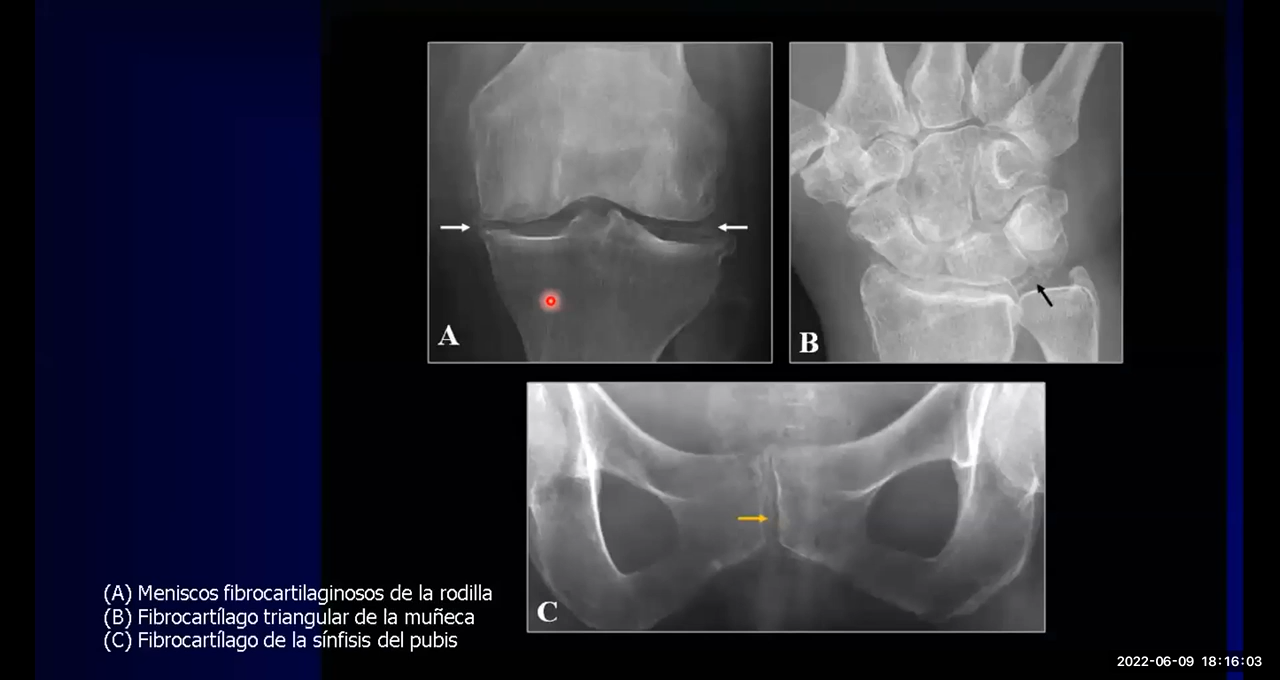 A
B
C
(A) Meniscos fibrocartilaginosos de la rodilla
(B) Fibrocartílago triangular de la muñeca
(C) Fibrocartílago de la sínfisis del pubis
2022-06-09 18:16:03